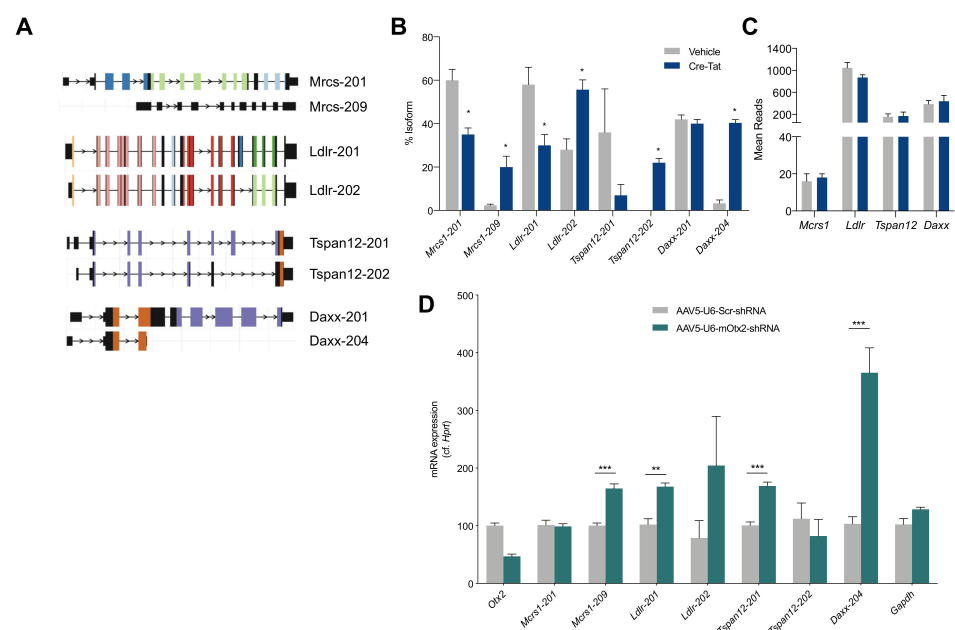 A
Mrcs-201
Mrcs-209
Ldlr-201
Ldlr-202
Tspan12-201
Tspan12-202
Daxx-201
Daxx-204
B
80
60
40
20
0
% Isoform
Vehicle
Cre-Tat
* * * * * *
Mrcs1-201
Mrcs1-209
Ldlr-201
Ldlr-202
Tspan12-201
Tspan12-202
Daxx-201
Daxx-204
C
1400
1000
600
200
40
20
0
Mean Reads
Mcrs1
Ldlr
Tspan12
Daxx
D
500
400
300
200
100
0
mRNA expression
(cf. Hprt)
AAV5-U6-Scr-shRNA
AAV5-U6-mOtx2-shRNA
*** ** *** ***
Otx2
Mcrs1-201
Mcrs1-209
Ldlr-201
Ldlr-202
Tspan12-201
Tspan12-202
Daxx-204
Gapdh